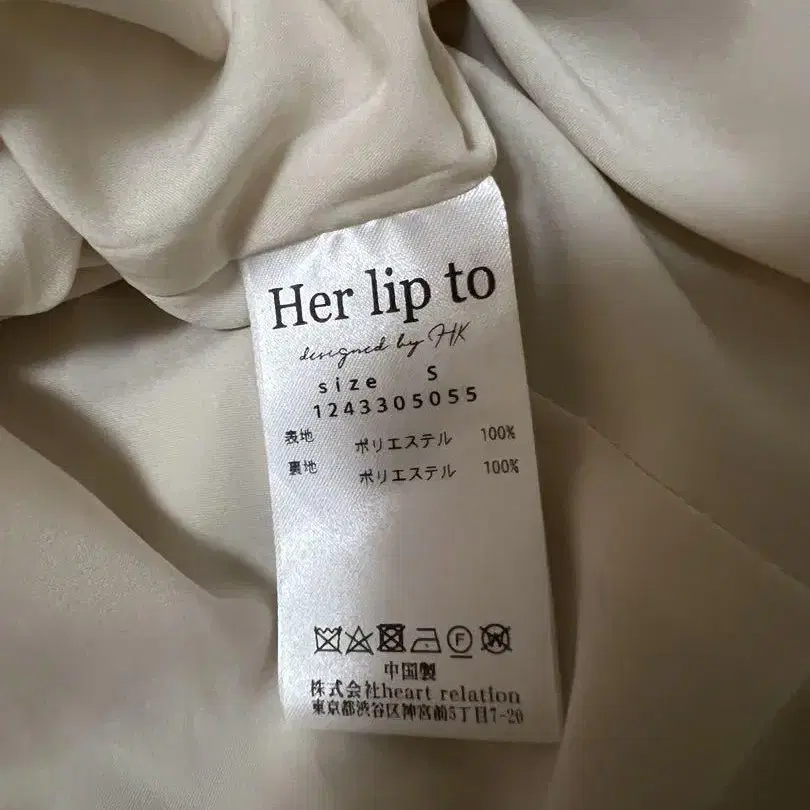 Her lip to
designed by HK
size S
1243305055
表地 ポリエステル 100%
裏地 ポリエステル 100%
F W
中国製
株式会社heart relation
東京都渋谷区神宮前5丁目7-20